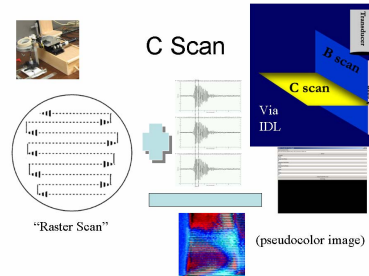 C Scan
Transducer
B scan
C scan
Via
IDL
"Raster Scan"
(pseudocolor image)